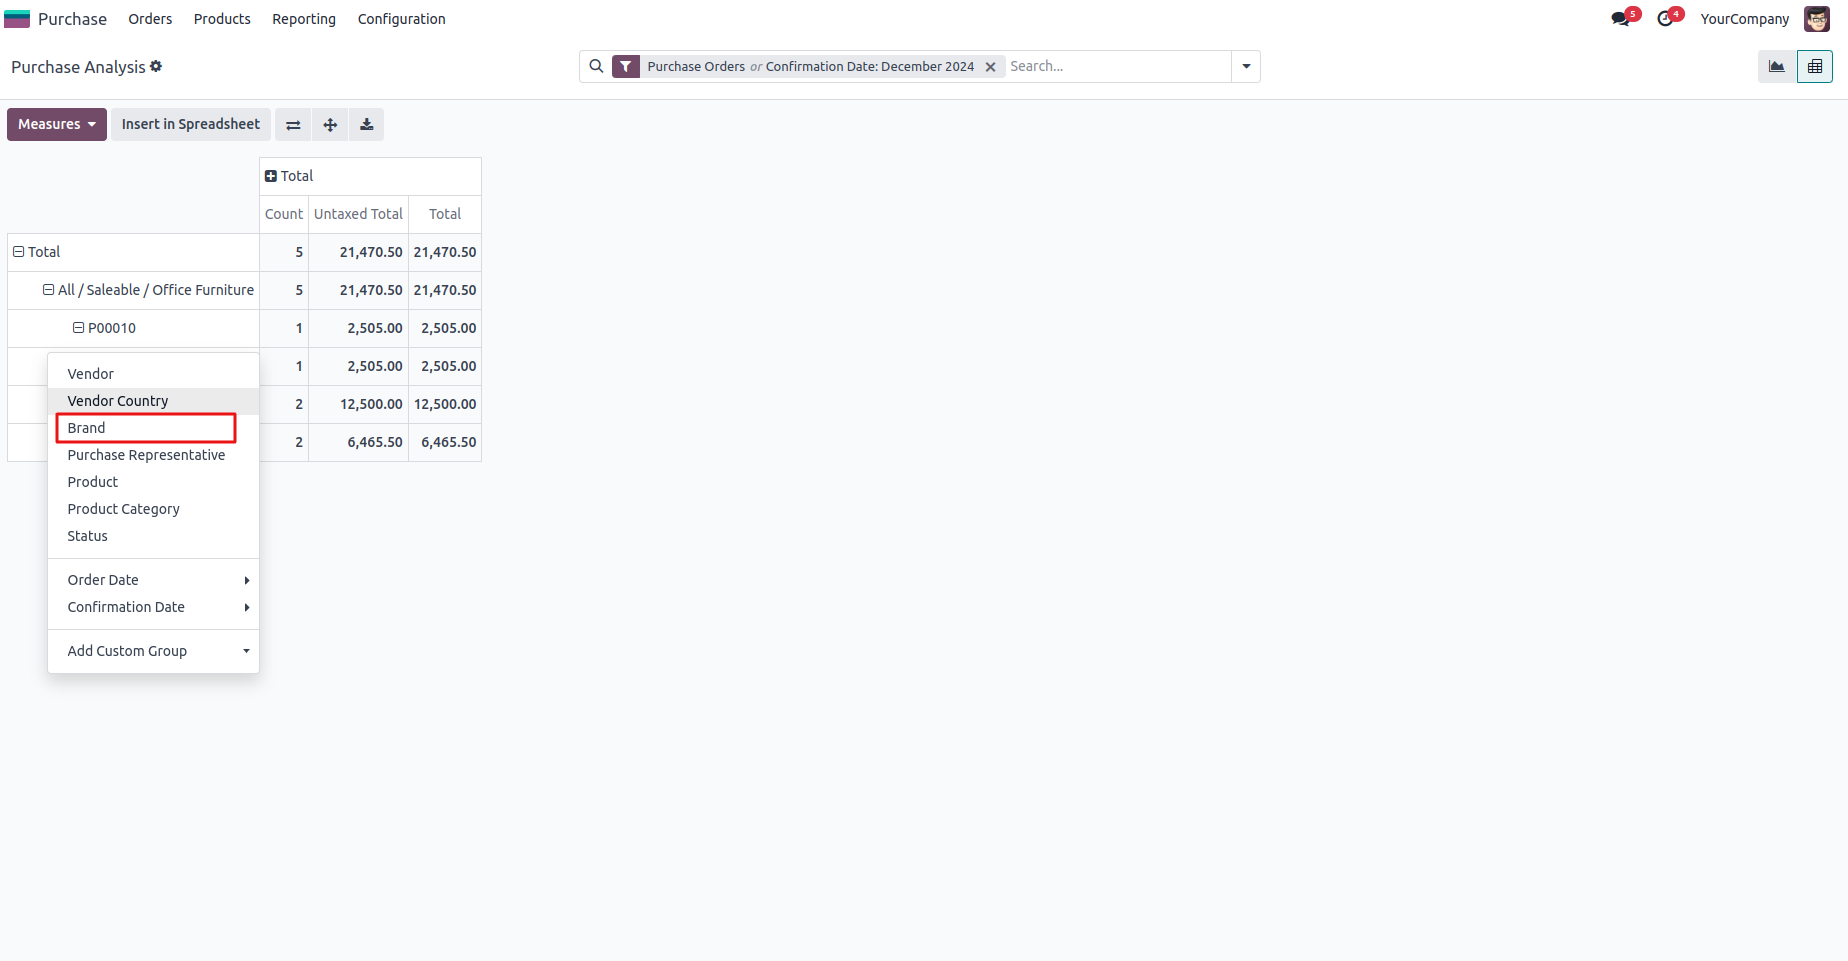 Purchase Orders Products Reporting Configuration 5 4 YourCompany
Purchase Analysis Purchase Orders or Confirmation Date: December 2024 Search...
Measures Insert in Spreadsheet
Total
Count Untaxed Total Total
Total 5 21,470.50 21,470.50
All / Saleable / Office Furniture 5 21,470.50 21,470.50
P00010 1 2,505.00 2,505.00
1 2,505.00 2,505.00
2 12,500.00 12,500.00
2 6,465.50 6,465.50
Vendor
Vendor Country
Brand
Purchase Representative
Product
Product Category
Status
Order Date
Confirmation Date
Add Custom Group